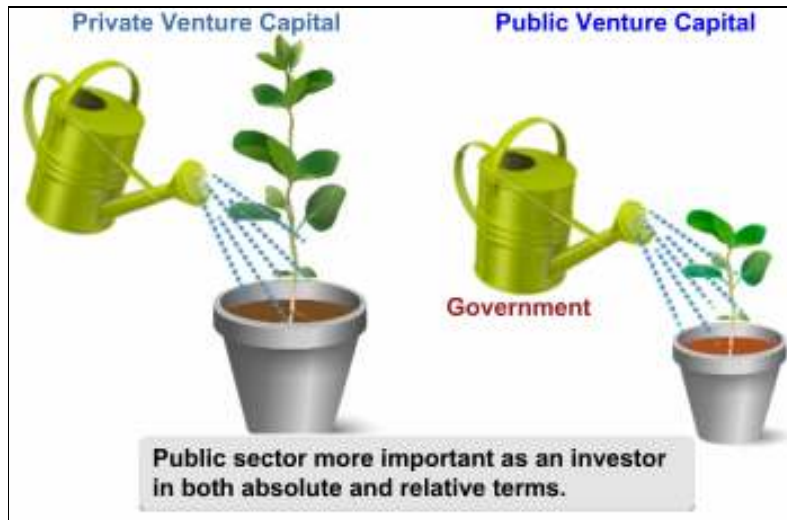 Private Venture Capital
Public Venture Capital
Government
Public sector more important as an investor
in both absolute and relative terms.